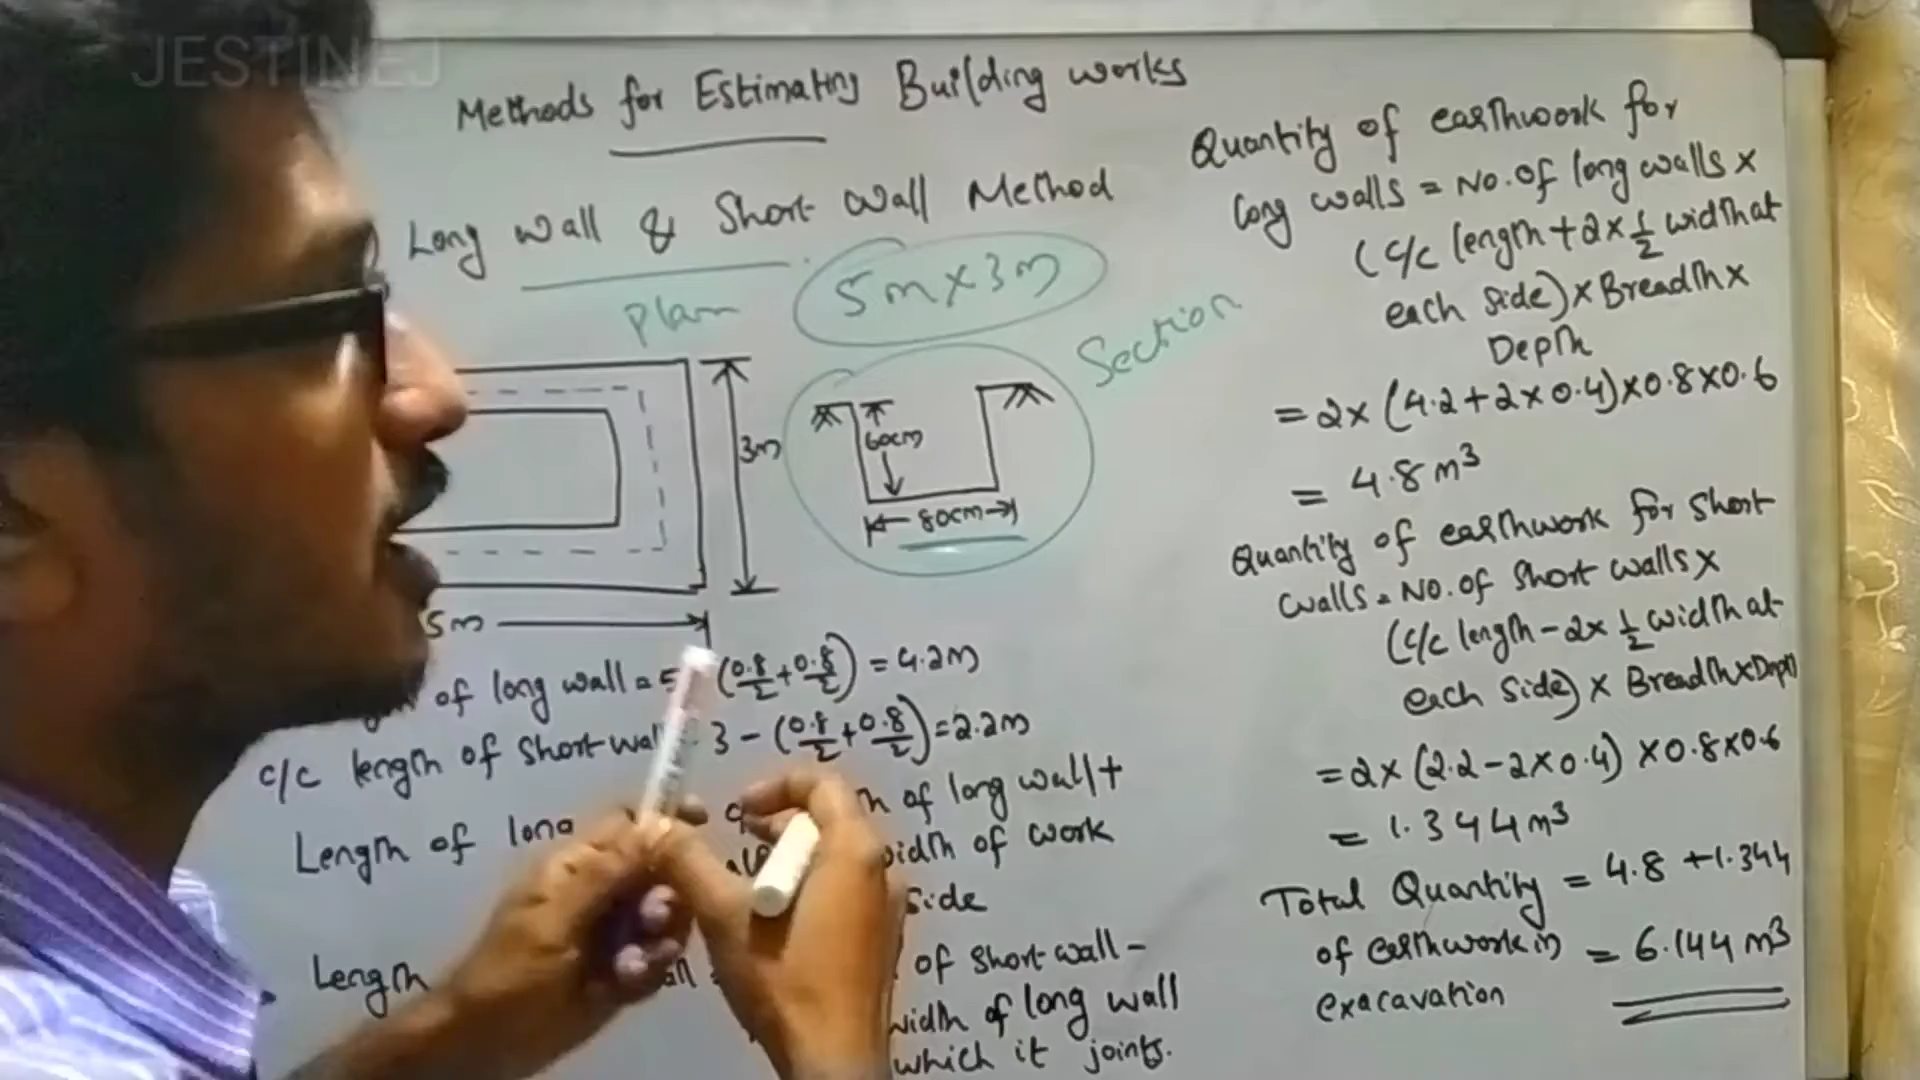 JESTINEJ
Methods for Estimating Building works
Long wall & Short wall Method
Plan
5m x 3m
Section
3m
60cm
80cm
5m
of long wall = 5 (0.8/2 + 0.8/2) = 4.2m
c/c length of Short wall 3 - (0.8/2 + 0.8/2) = 2.2m
Length of long of long wall +
width of work
side
Length of Short wall -
width of long wall
which it joints.
Quantity of earthwork for
long walls = No. of long walls x
(c/c length + 2 x 1/2 width at
each side) x Breadth x
Depth
= 2 x (4.2 + 2 x 0.4) x 0.8 x 0.6
= 4.8 m³
Quantity of earthwork for Short
walls = No. of Short walls x
(c/c length - 2 x 1/2 width at
each side) x Breadth x Depth
= 2 x (2.2 - 2 x 0.4) x 0.8 x 0.6
= 1.344 m³
Total Quantity = 4.8 + 1.344
of earthwork in = 6.144 m³
exacavation